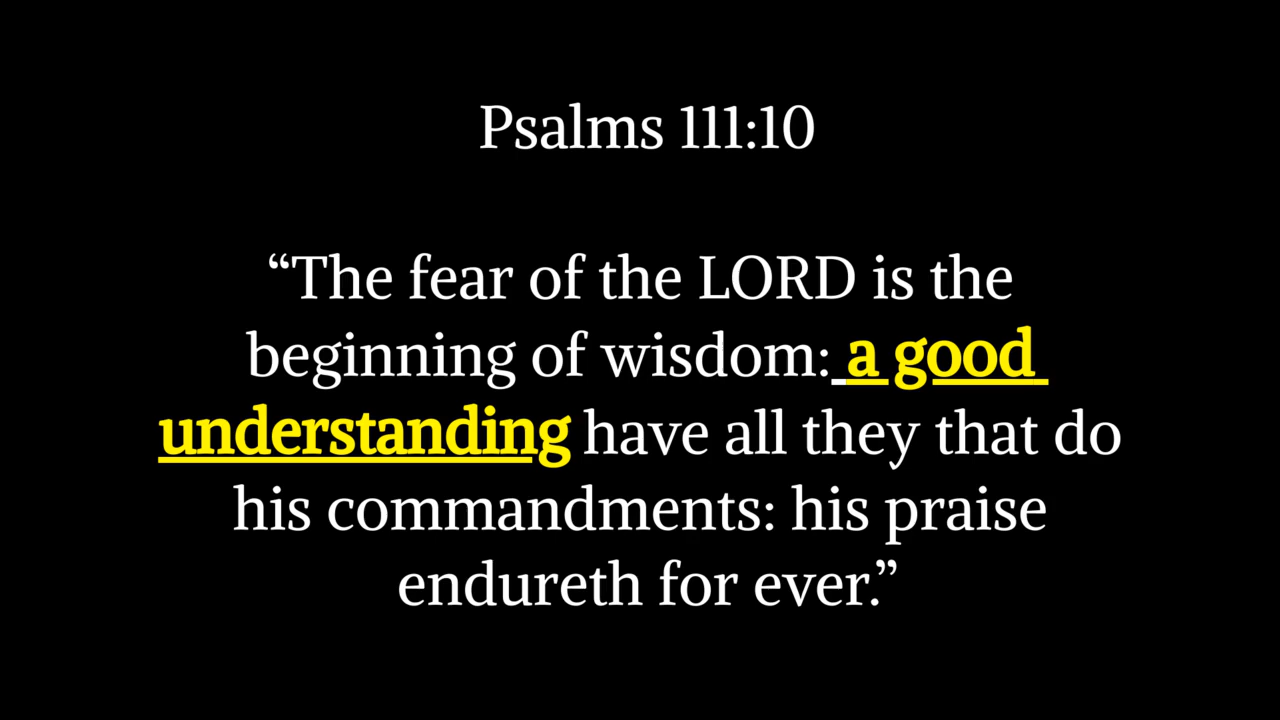 Psalms 111:10
“The fear of the LORD is the
beginning of wisdom: a good
understanding have all they that do
his commandments: his praise
endureth for ever.”